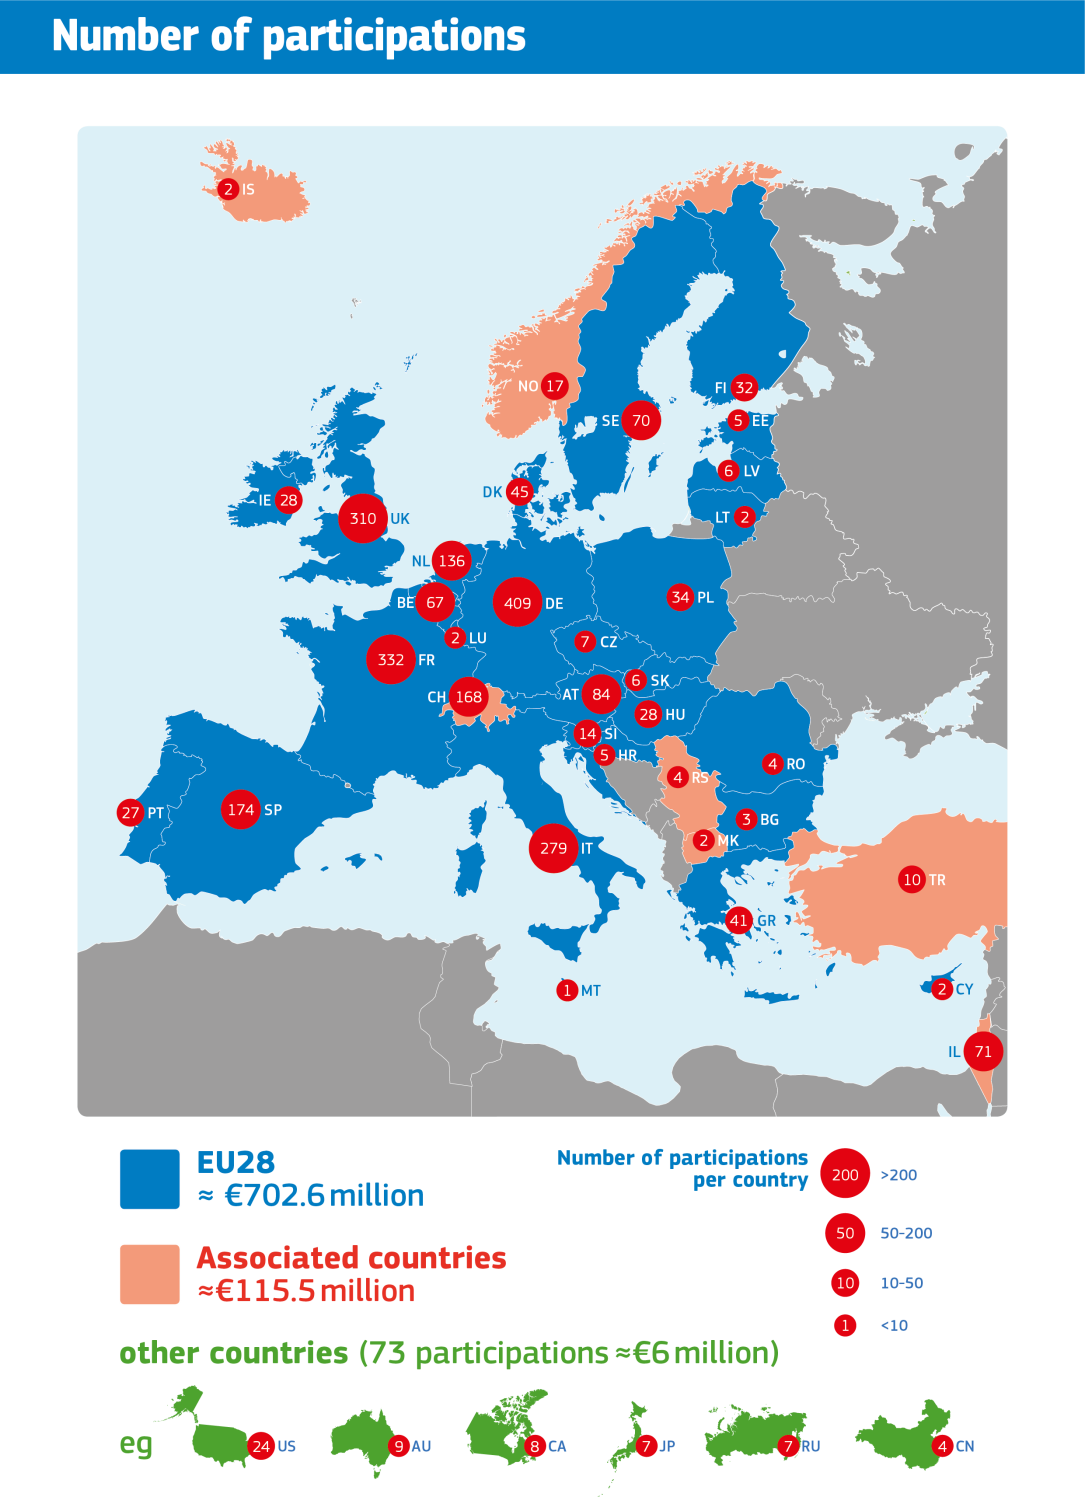 Number of participations
2 IS
NO 17
FI 32
SE 70
5 EE
6 LV
DK 45
IE 28
310 UK
LT 2
NL 136
BE 67
409 DE
34 PL
2 LU
7 CZ
332 FR
6 SK
CH 168
AT 84
28 HU
14 SI
5 HR
4 RO
4 RS
27 PT
174 SP
3 BG
2 MK
279 IT
10 TR
41 GR
1 MT
2 CY
IL 71
EU28
≈ €702.6 million
Associated countries
≈€115.5 million
Number of participations
per country
200 >200
50 50-200
10 10-50
1 <10
other countries (73 participations ≈€6 million)
eg
24 US
9 AU
8 CA
7 JP
7 RU
4 CN